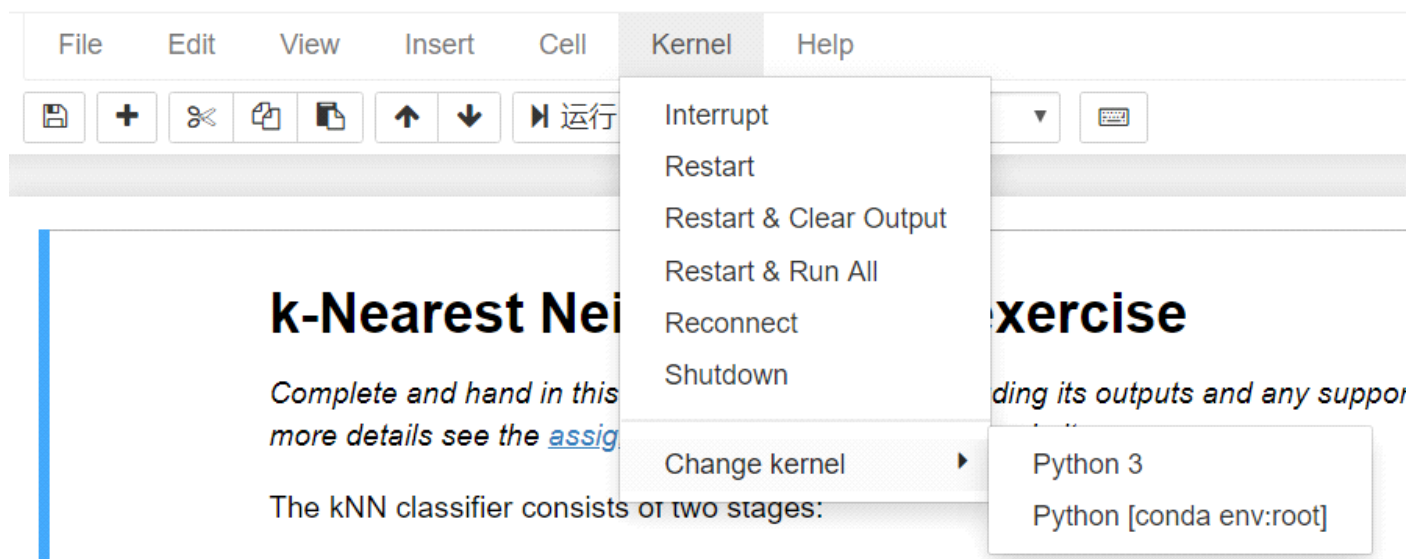 File Edit View Insert Cell Kernel Help
运行
Interrupt
Restart
Restart & Clear Output
Restart & Run All
Reconnect
Shutdown
Change kernel
Python 3
Python [conda env:root]
k-Nearest Nei xercise
Complete and hand in this ding its outputs and any suppor
more details see the assig
The kNN classifier consists of two stages: